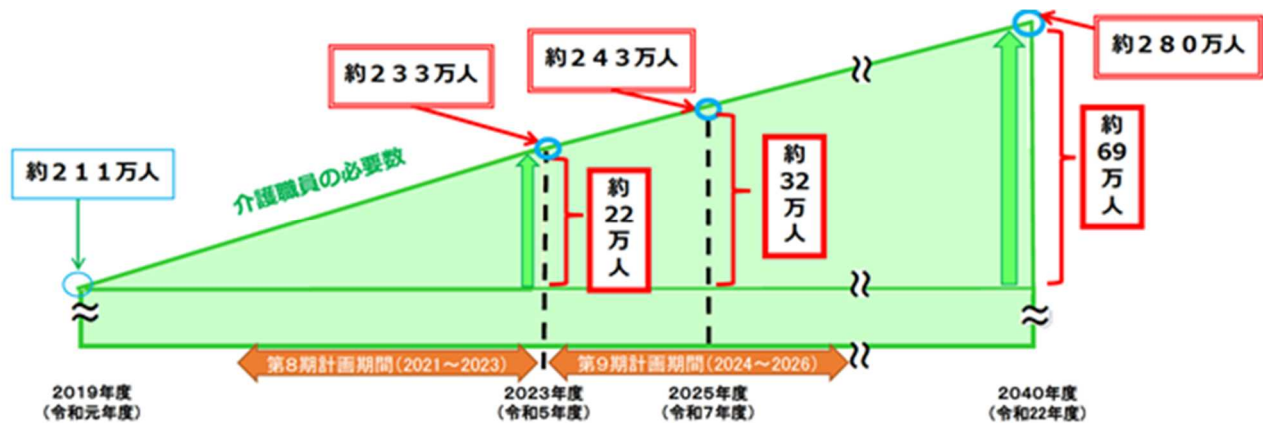 約２８０万人
約２４３万人
約２３３万人
約２１１万人
介護職員の必要数
約
22
万
人
約
32
万
人
約
69
万
人
第8期計画期間(2021～2023)
第9期計画期間(2024～2026)
2019年度
(令和元年度)
2023年度
(令和5年度)
2025年度
(令和7年度)
2040年度
(令和22年度)